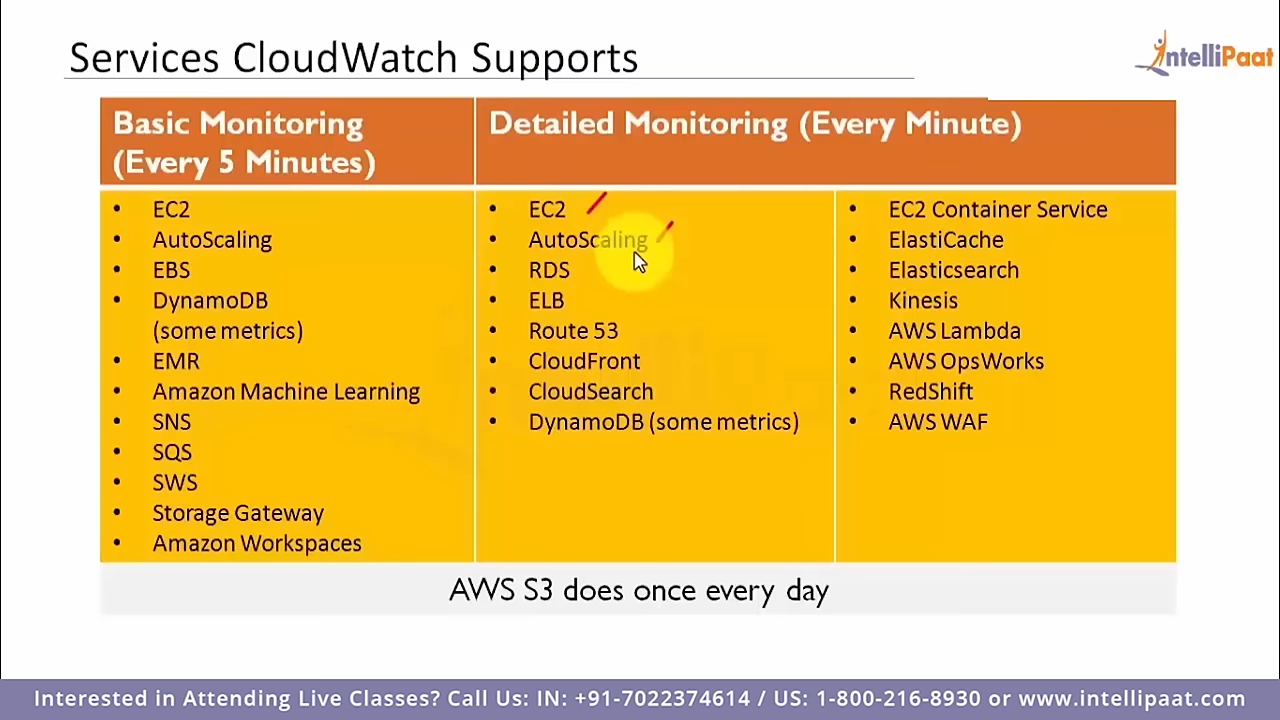 Services CloudWatch Supports
IntelliPaat
Basic Monitoring
(Every 5 Minutes)
Detailed Monitoring (Every Minute)
• EC2
• AutoScaling
• EBS
• DynamoDB
(some metrics)
• EMR
• Amazon Machine Learning
• SNS
• SQS
• SWS
• Storage Gateway
• Amazon Workspaces
• EC2
• AutoScaling
• RDS
• ELB
• Route 53
• CloudFront
• CloudSearch
• DynamoDB (some metrics)
• EC2 Container Service
• ElastiCache
• Elasticsearch
• Kinesis
• AWS Lambda
• AWS OpsWorks
• RedShift
• AWS WAF
AWS S3 does once every day
Interested in Attending Live Classes? Call Us: IN: +91-7022374614 / US: 1-800-216-8930 or www.intellipaat.com